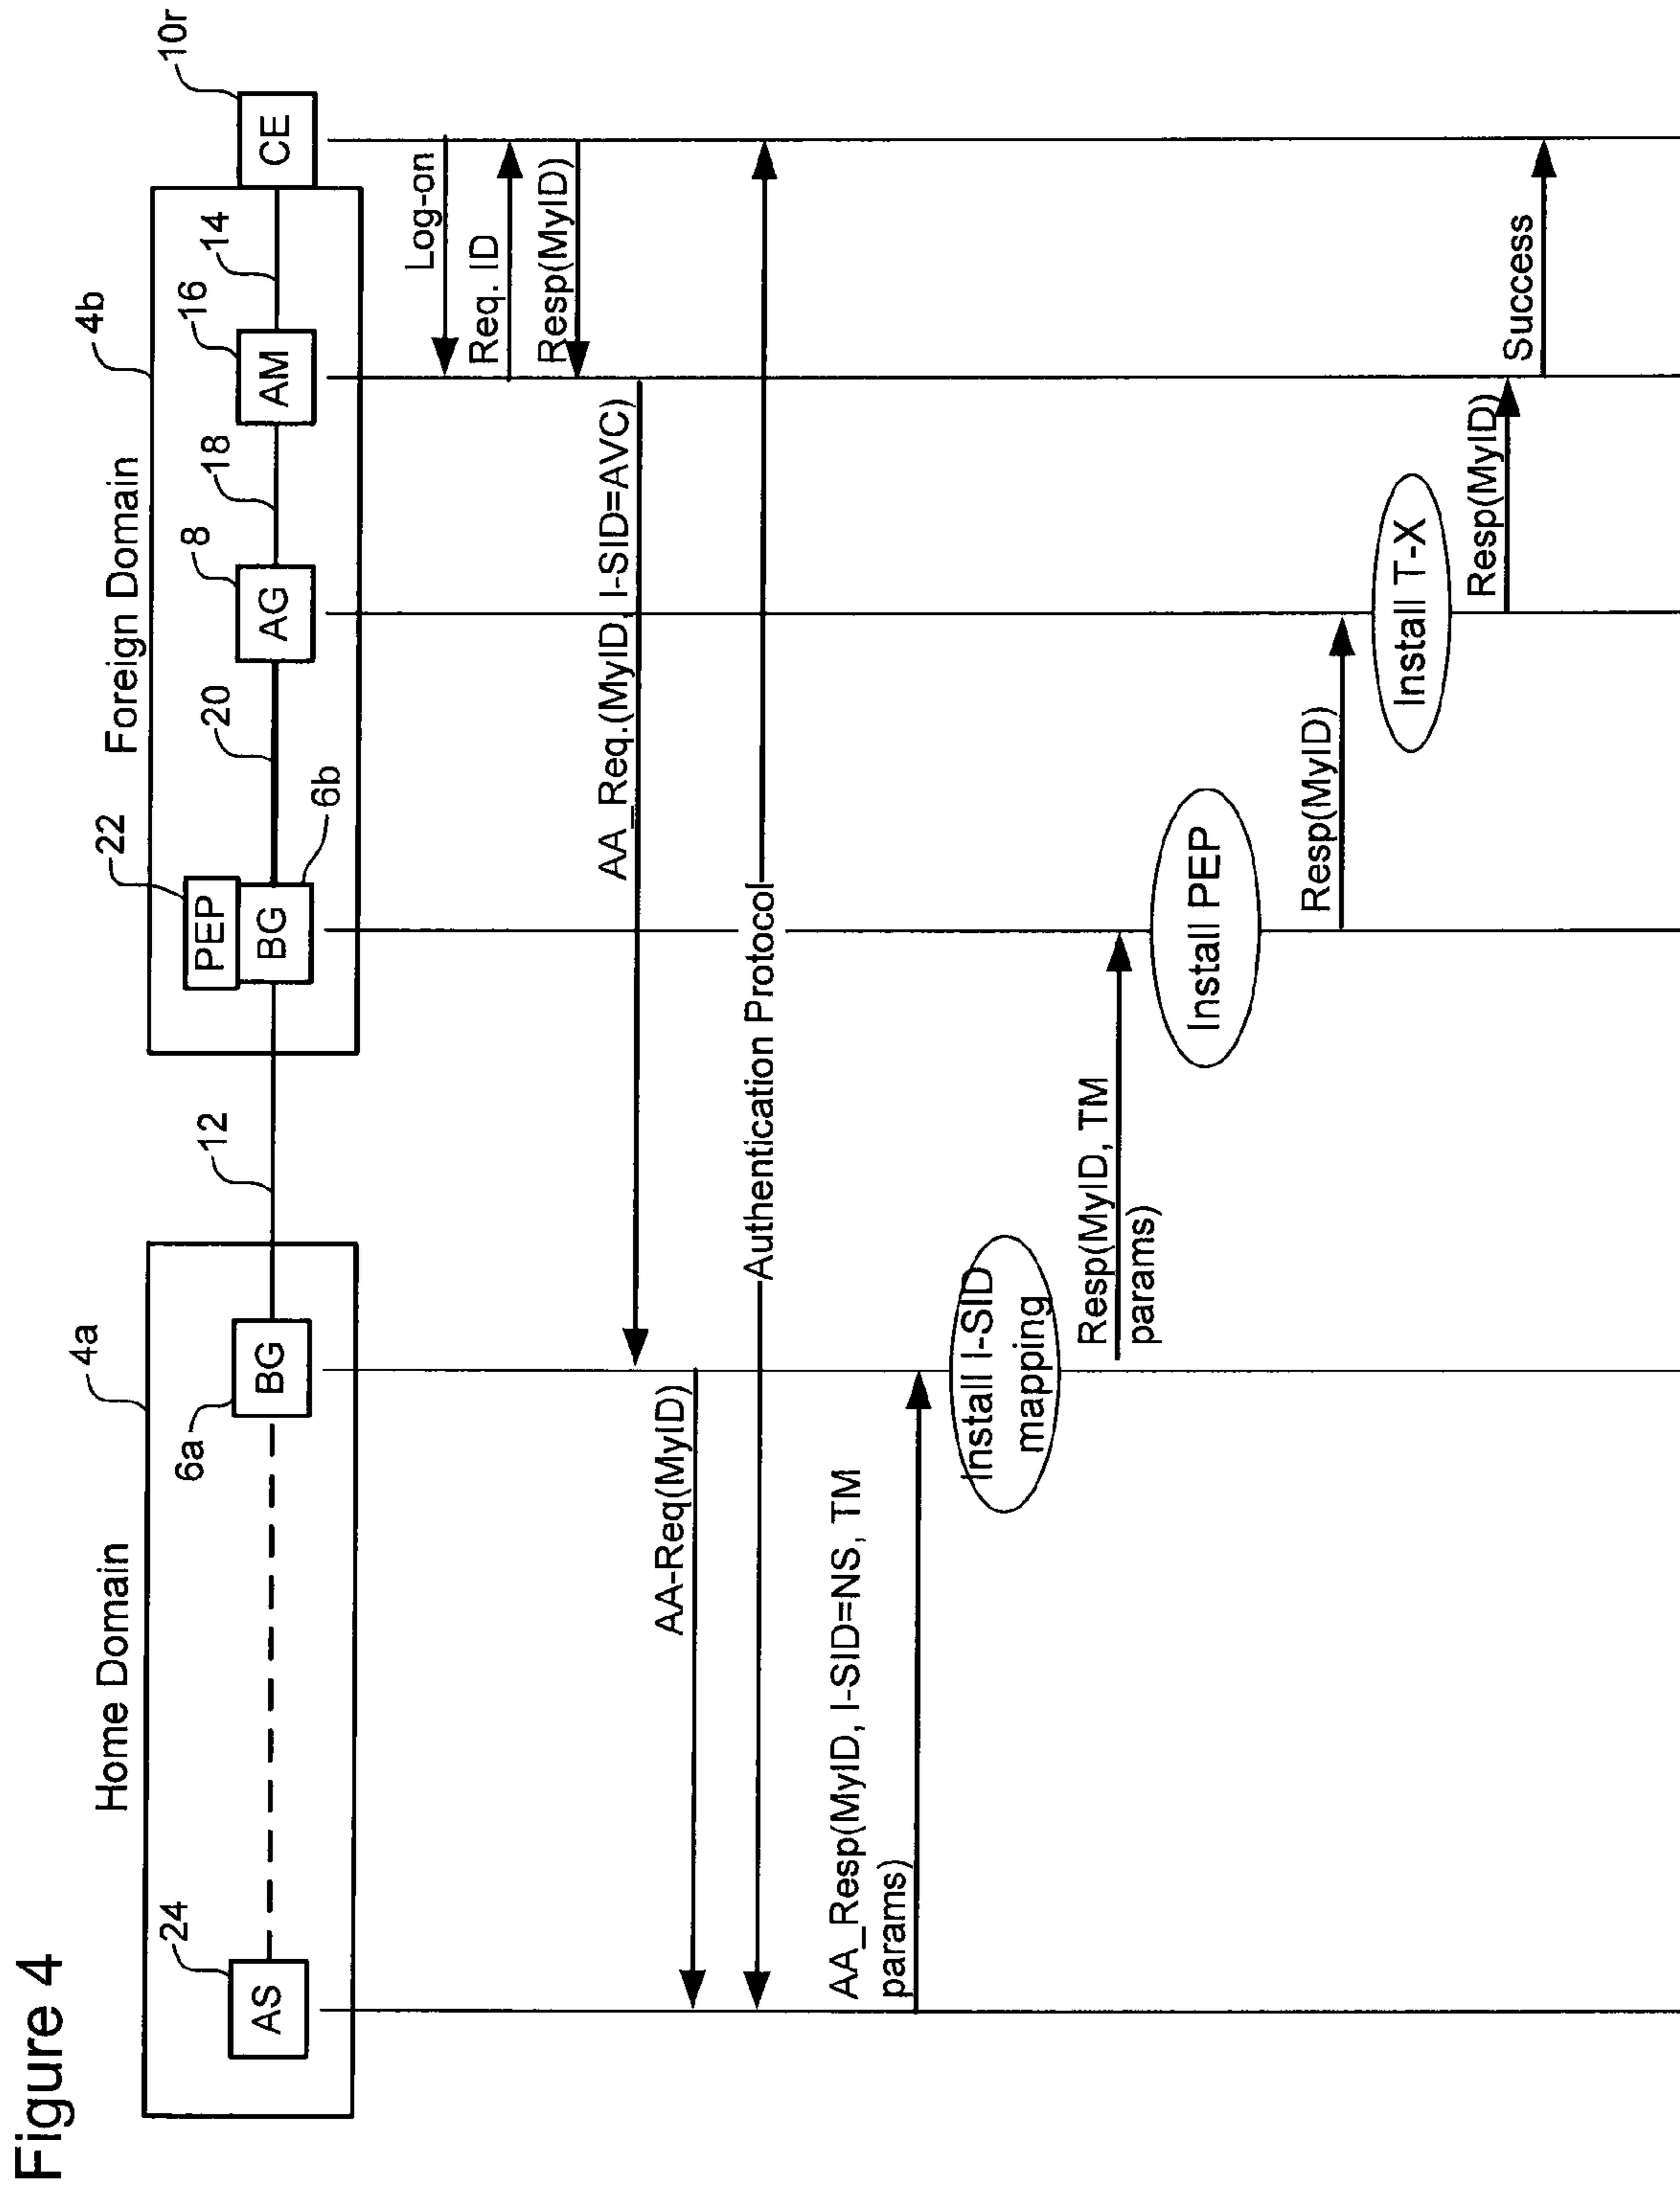 Figure 4
Home Domain
4a
Foreign Domain
4b
24
AS
6a
BG
12
22
PEP
BG
6b
20
8
AG
18
16
AM
14
CE
10r
Log-on
Req. ID
Resp(MyID)
AA_Req.(MyID, I-SID=AVC)
AA-Req(MyID)
Authentication Protocol
AA_Resp(MyID, I-SID=NS, TM
params)
Install I-SID
mapping
Resp(MyID, TM
params)
Install PEP
Resp(MyID)
Install T-X
Resp(MyID)
Success